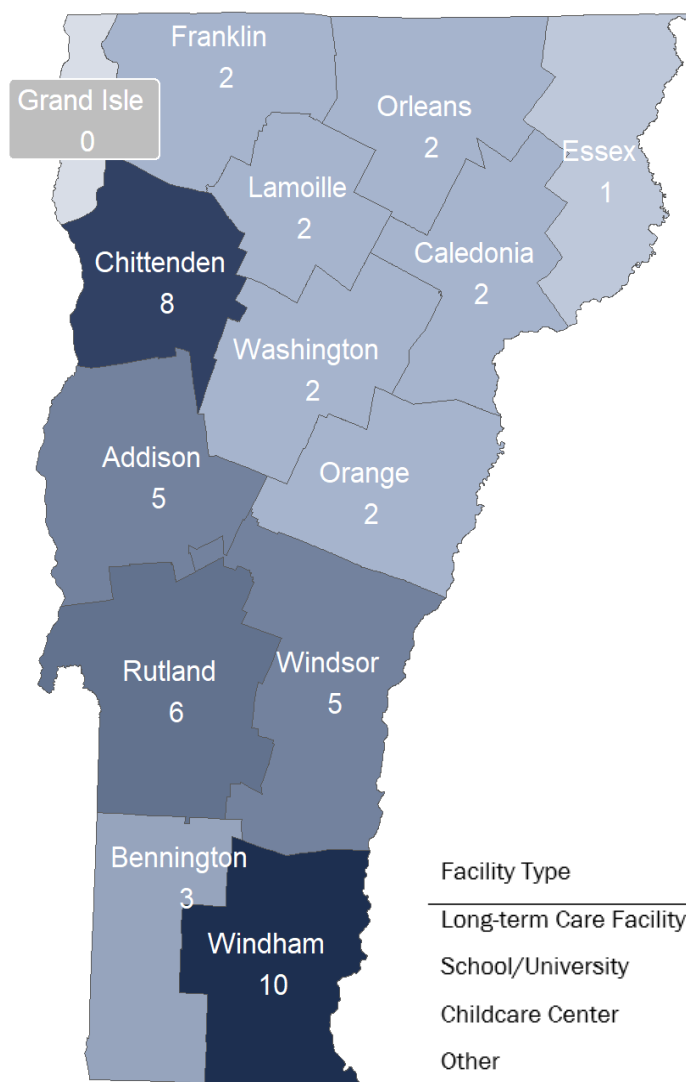 Franklin
2
Grand Isle
0
Orleans
2
Essex
1
Lamoille
2
Chittenden
8
Caledonia
2
Washington
2
Addison
5
Orange
2
Rutland
6
Windsor
5
Bennington
3
Windham
10
Facility Type
Long-term Care Facility
School/University
Childcare Center
Other